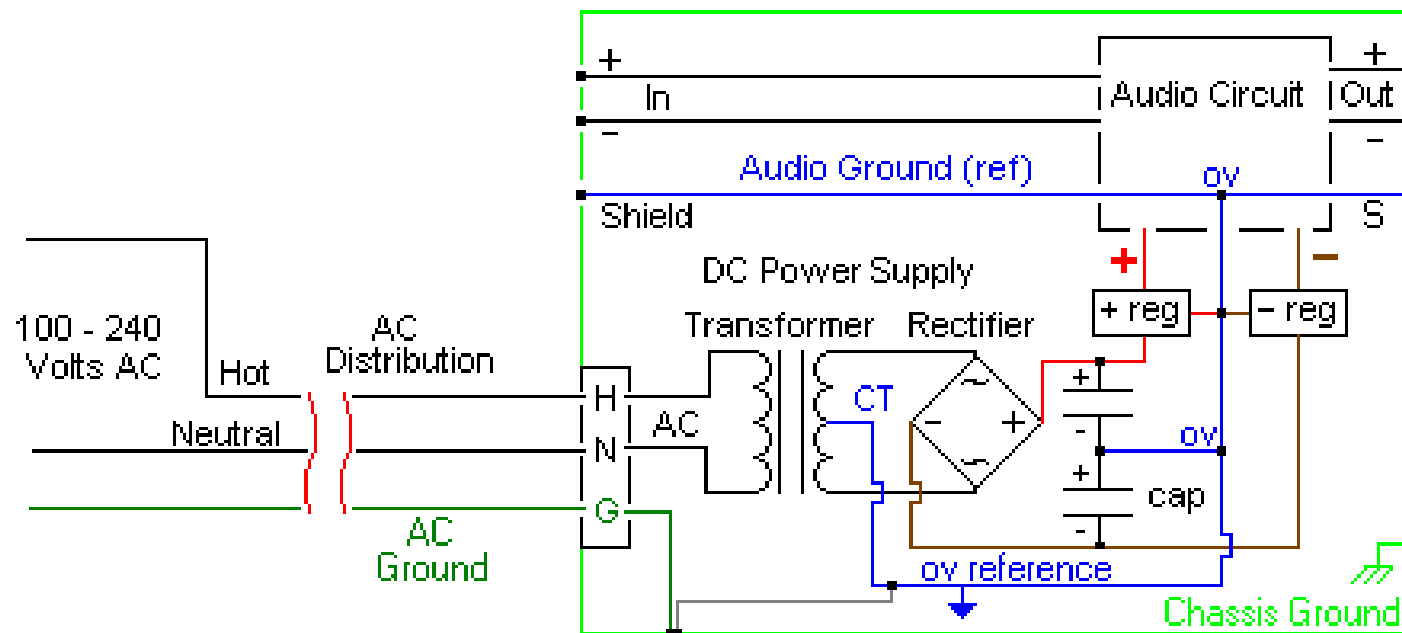 +
In
-
Audio Circuit
+
Out
-
Audio Ground (ref)
ov
Shield
S
DC Power Supply
+
-
+ reg
- reg
Transformer
Rectifier
100 - 240
Volts AC
AC
Distribution
Hot
Neutral
H
N
G
AC
CT
~
-
+
~
+
-
ov
+
-
cap
AC
Ground
ov reference
Chassis Ground